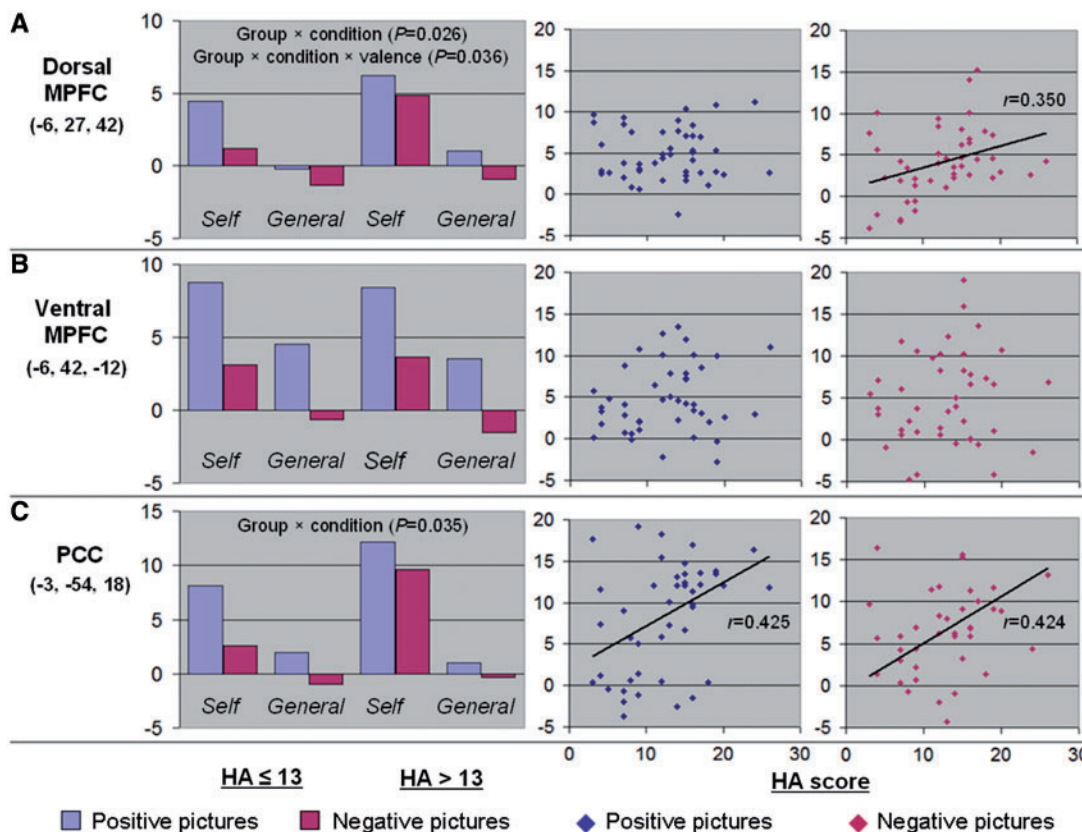 A
Dorsal
MPFC
(-6, 27, 42)
10
5
0
-5
Group × condition (P=0.026)
Group × condition × valence (P=0.036)
Self General Self General
20
15
10
5
0
-5
20
15
10
5
0
-5
r=0.350
B
Ventral
MPFC
(-6, 42, -12)
10
5
0
-5
Self General Self General
20
15
10
5
0
-5
20
15
10
5
0
-5
C
PCC
(-3, -54, 18)
15
10
5
0
-5
Group × condition (P=0.035)
Self General Self General
20
15
10
5
0
-5
r=0.425
0 10 20 30
20
15
10
5
0
-5
r=0.424
0 10 20 30
HA ≤ 13 HA > 13 HA score
Positive pictures Negative pictures Positive pictures Negative pictures